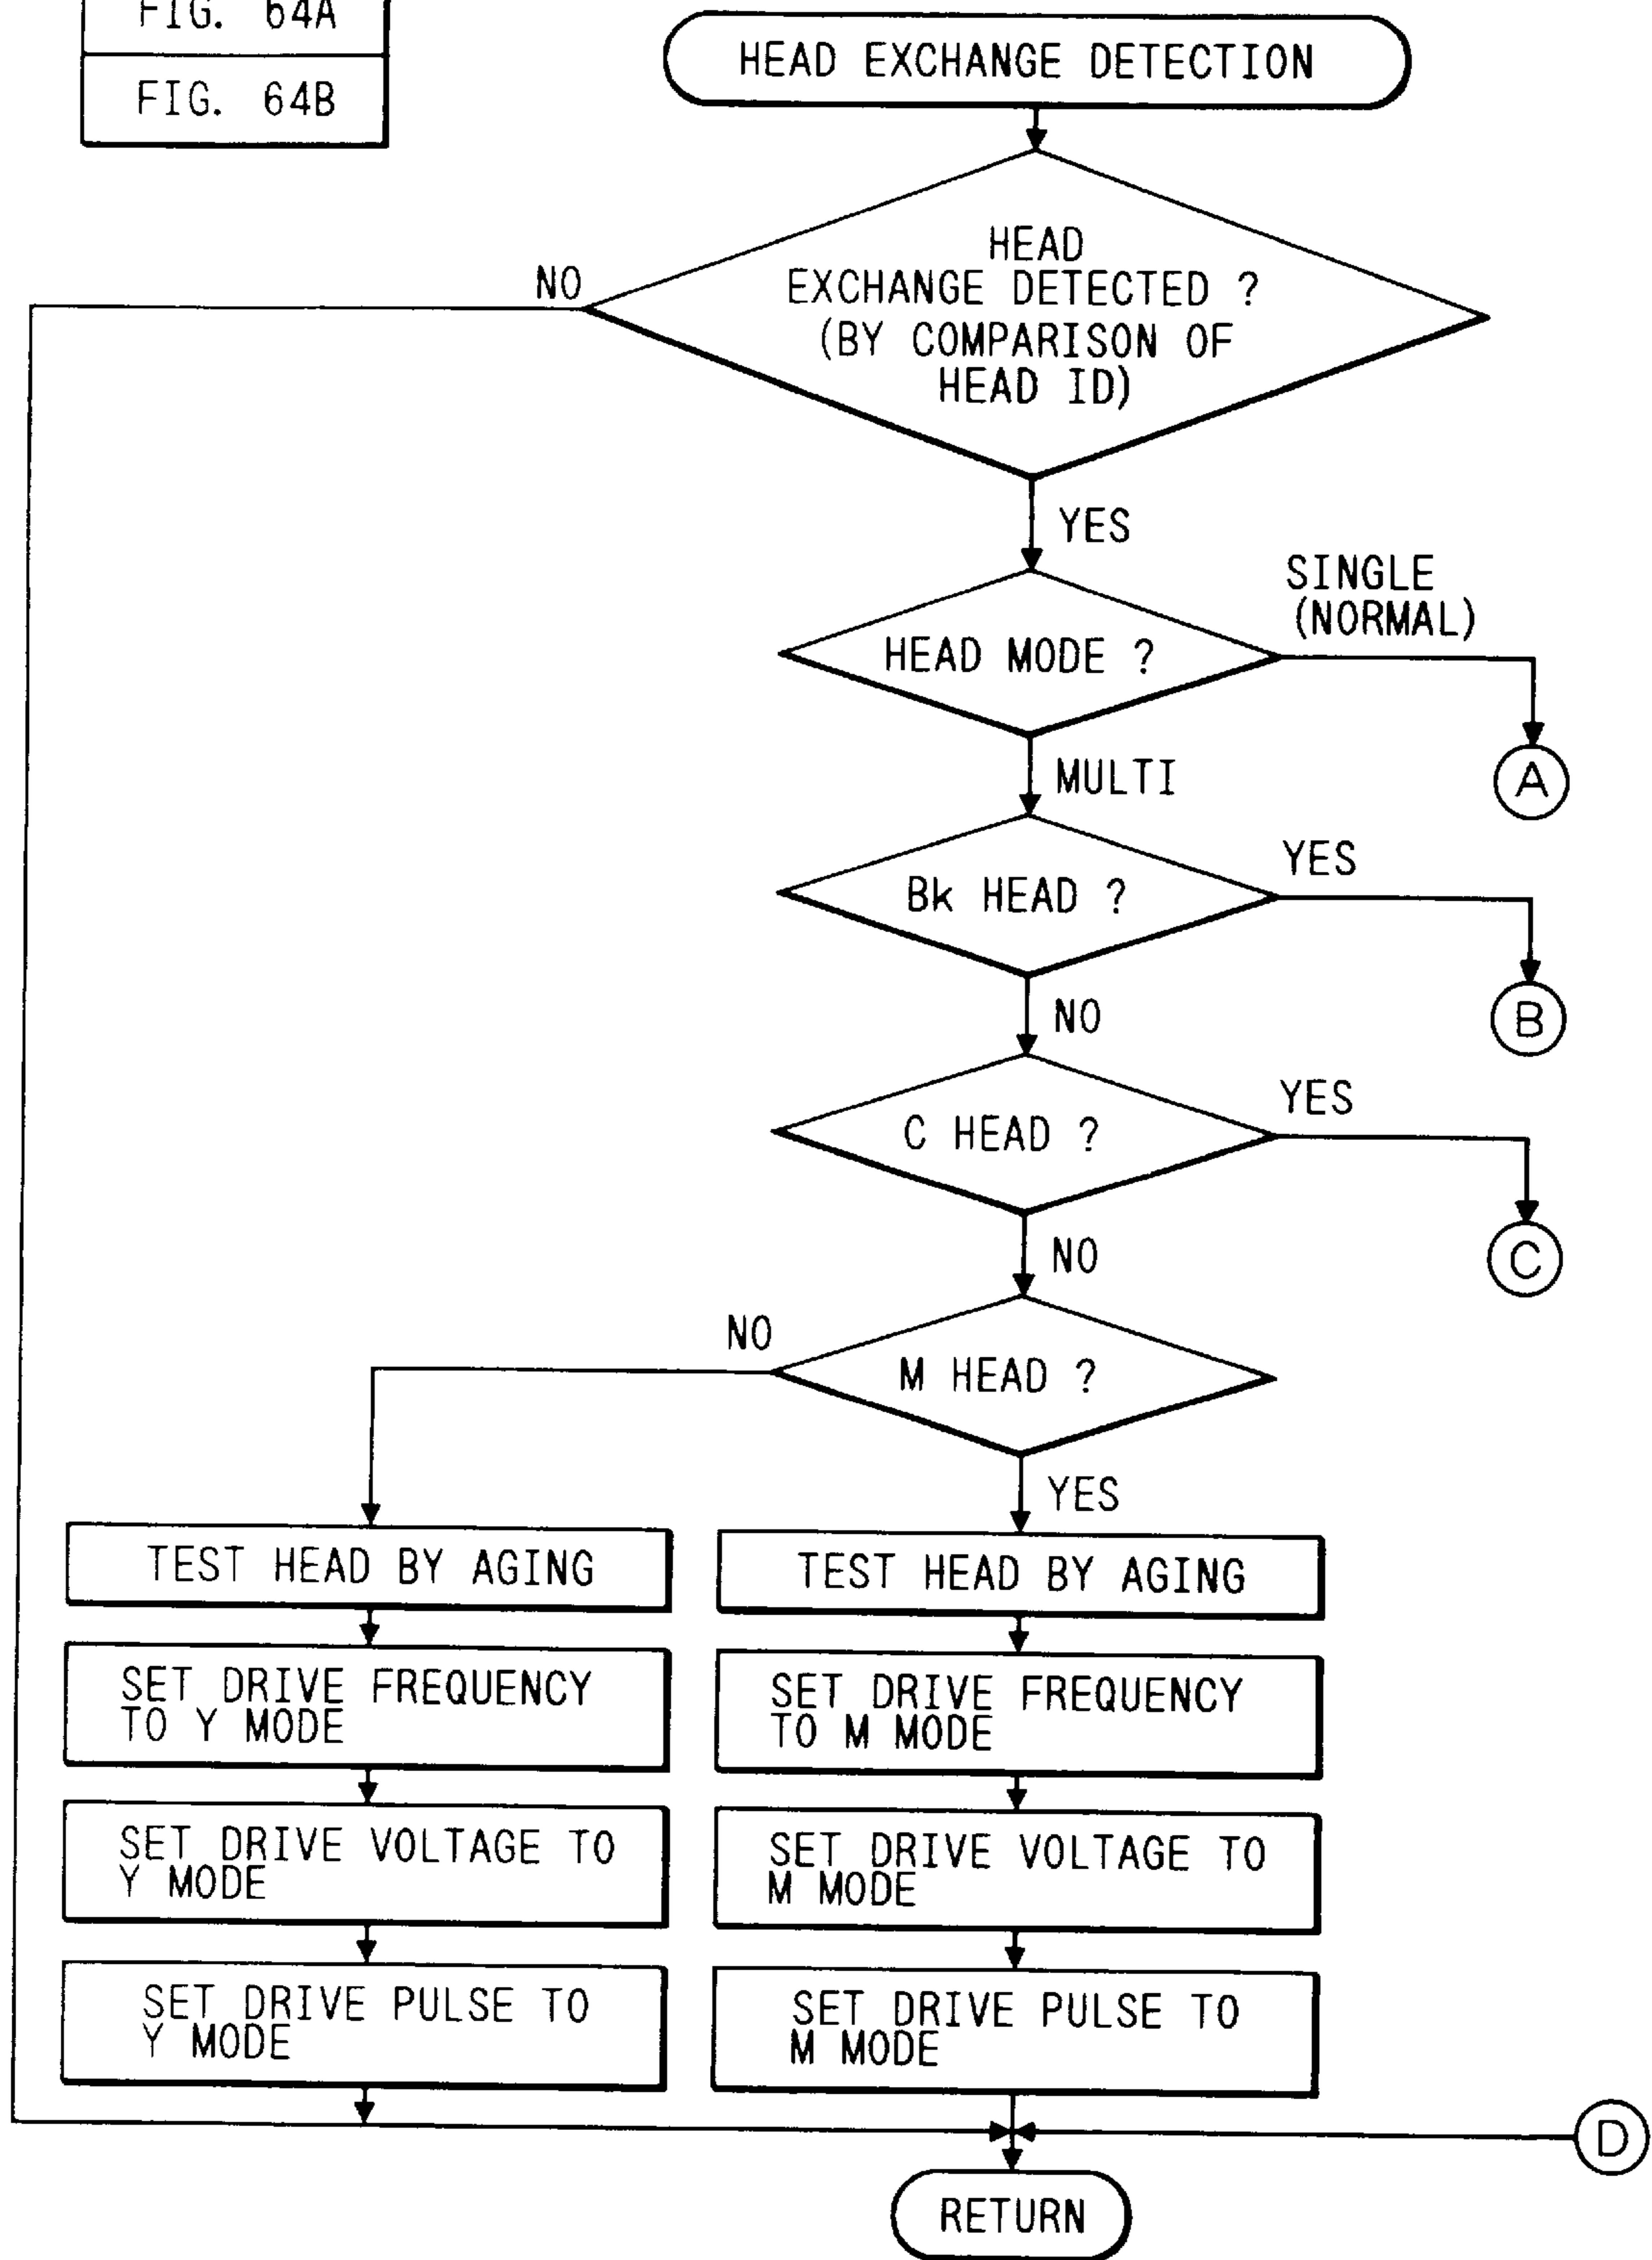 FIG. 64A
FIG. 64B
HEAD EXCHANGE DETECTION
HEAD
EXCHANGE DETECTED ?
(BY COMPARISON OF
HEAD ID)
NO
YES
HEAD MODE ?
SINGLE
(NORMAL)
A
MULTI
Bk HEAD ?
YES
B
NO
C HEAD ?
YES
C
NO
M HEAD ?
NO
YES
TEST HEAD BY AGING
SET DRIVE FREQUENCY
TO Y MODE
SET DRIVE VOLTAGE TO
Y MODE
SET DRIVE PULSE TO
Y MODE
TEST HEAD BY AGING
SET DRIVE FREQUENCY
TO M MODE
SET DRIVE VOLTAGE TO
M MODE
SET DRIVE PULSE TO
M MODE
D
RETURN